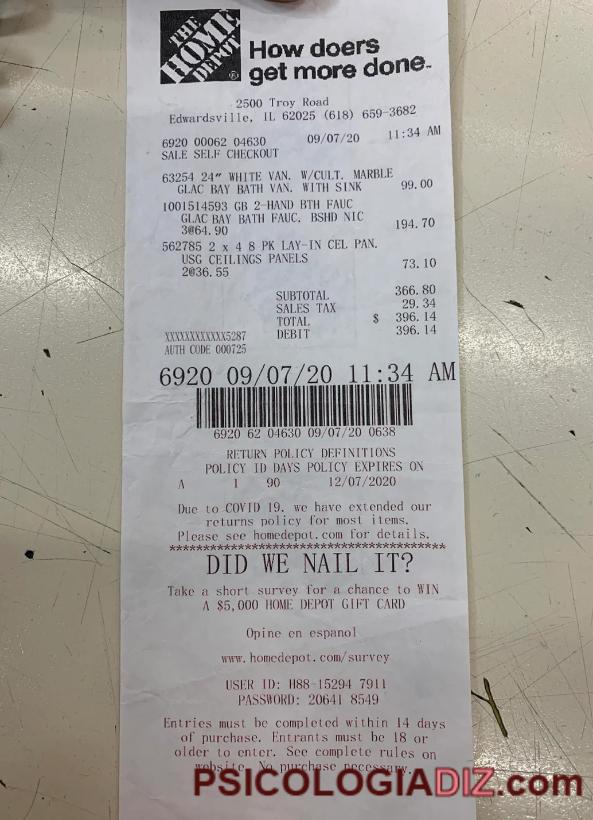 THE
HOME
DEPOT
®
How doers
get more done™
2500 Troy Road
Edwardsville, IL 62025 (618) 659-3682
6920 00062 04630 09/07/20 11:34 AM
SALE SELF CHECKOUT
63254 24" WHITE VAN. W/CULT. MARBLE
GLAC BAY BATH VAN. WITH SINK 99.00
1001514593 GB 2-HAND BTH FAUC
GLAC BAY BATH FAUC. BSHD NIC
3@64.90 194.70
562785 2 x 4 8 PK LAY-IN CEL PAN.
USG CEILINGS PANELS
2@36.55 73.10
SUBTOTAL 366.80
SALES TAX 29.34
TOTAL $ 396.14
XXXXXXXXXXXX5287 DEBIT 396.14
AUTH CODE 000725
6920 09/07/20 11:34 AM
6920 62 04630 09/07/20 0638
RETURN POLICY DEFINITIONS
POLICY ID DAYS POLICY EXPIRES ON
A 1 90 12/07/2020
Due to COVID 19. we have extended our
returns policy for most items.
Please see homedepot.com for details.
*******************************************
DID WE NAIL IT?
Take a short survey for a chance to WIN
A $5,000 HOME DEPOT GIFT CARD
Opine en espanol
www.homedepot.com/survey
USER ID: H88-15294 7911
PASSWORD: 20641 8549
Entries must be completed within 14 days
of purchase. Entrants must be 18 or
older to enter. See complete rules on
website. No purchase necessary.
PSICOLOGIADIZ.com